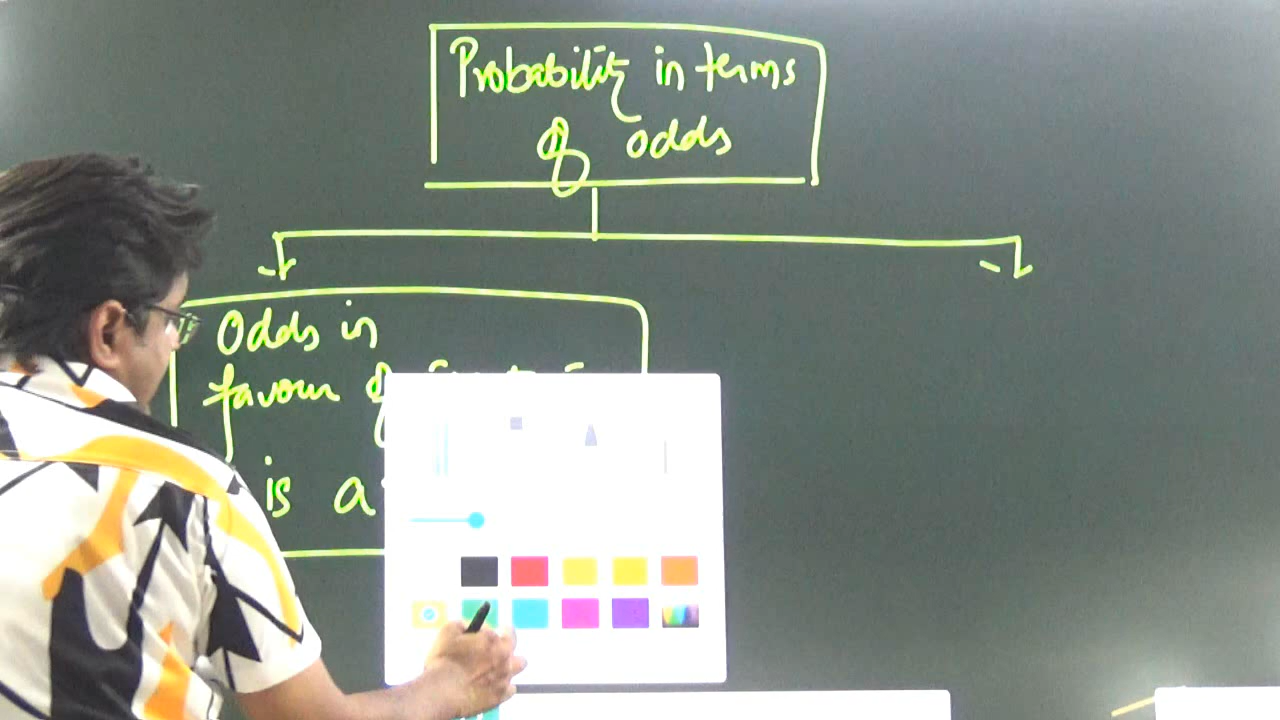 Probability in terms
of odds
Odds in
favour of
is a